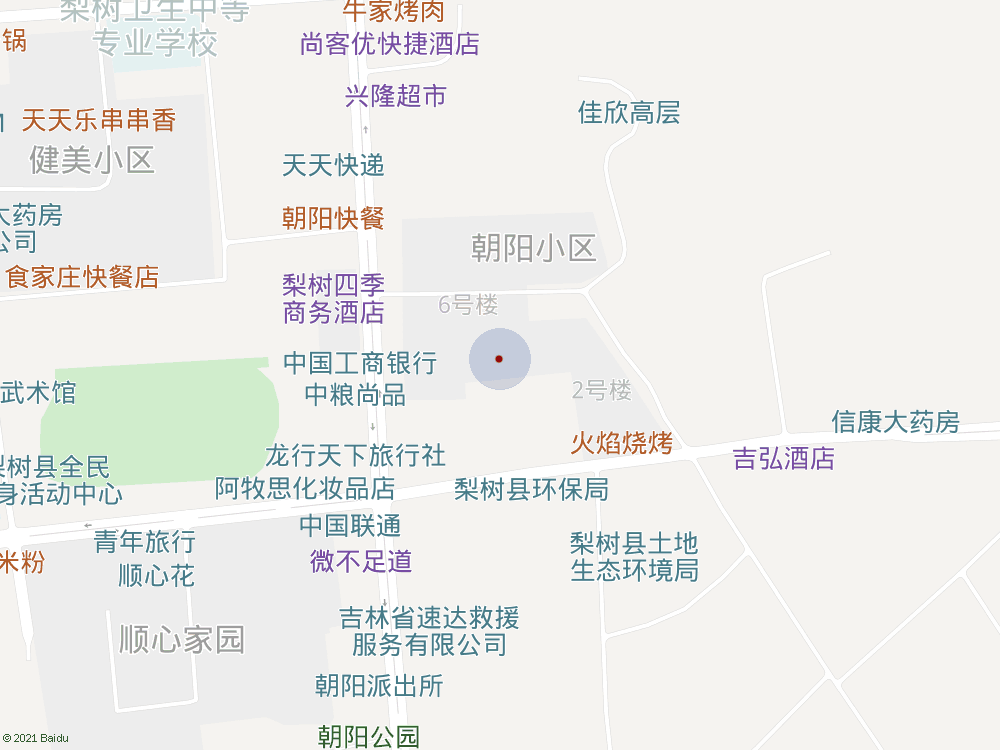 梨树卫生中等
专业学校
牛家烤肉
锅
尚客优快捷酒店
兴隆超市
佳欣高层
天天乐串串香
健美小区
天天快递
大药房
公司
朝阳快餐
朝阳小区
食家庄快餐店
梨树四季
商务酒店
6号楼
中国工商银行
中粮尚品
武术馆
2号楼
信康大药房
火焰烧烤
吉弘酒店
龙行天下旅行社
梨树县全民
身活动中心
阿牧思化妆品店
梨树县环保局
中国联通
青年旅行
微不足道
米粉
顺心花
梨树县土地
生态环境局
吉林省速达救援
服务有限公司
顺心家园
朝阳派出所
朝阳公园
© 2021 Baidu